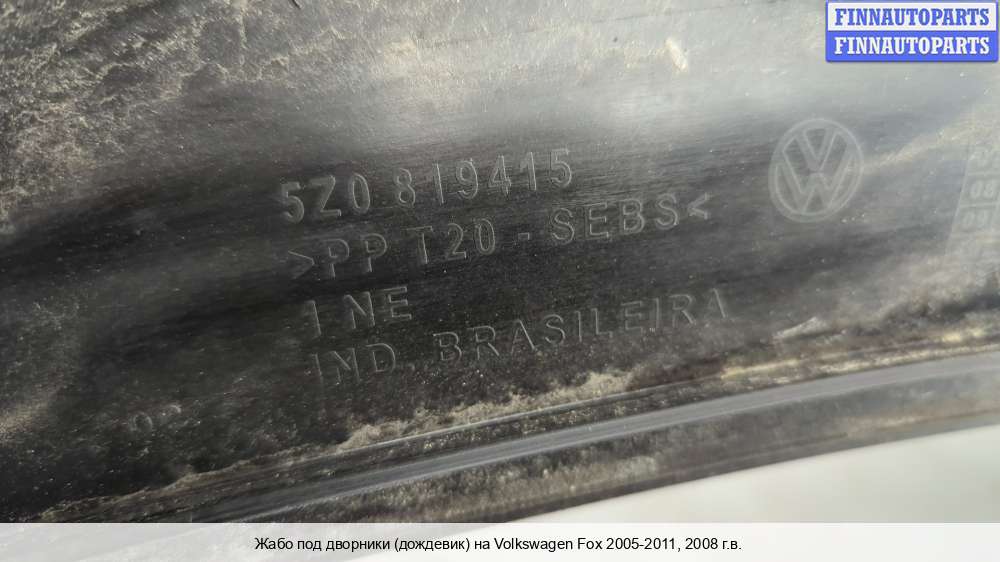 FINNAUTOPARTS
FINNAUTOPARTS
5Z0 819415
>PP T20 - SEBS<
1 NE
IND. BRASILEIRA
Жабо под дворники (дождевик) на Volkswagen Fox 2005-2011, 2008 г.в.